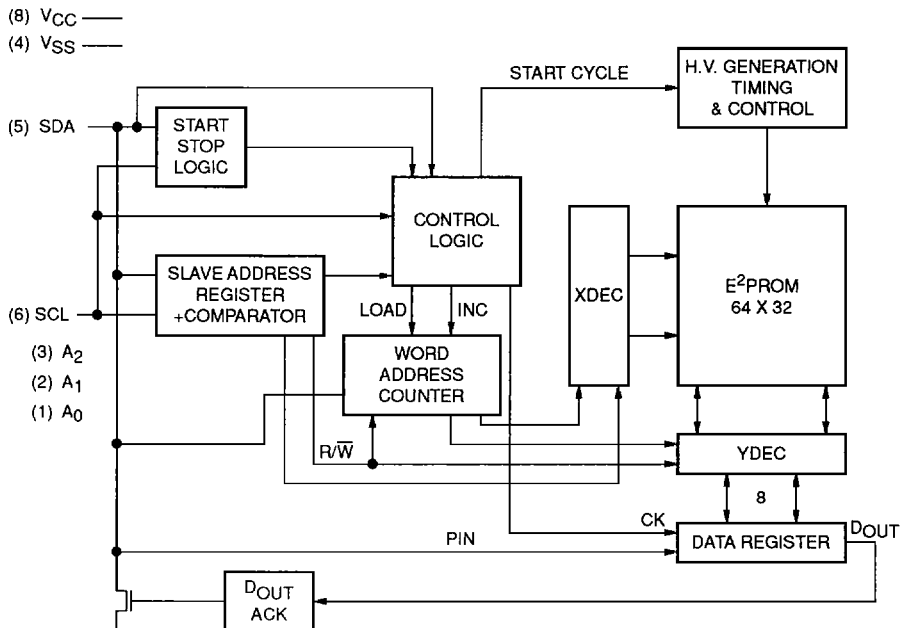 (8) VCC
(4) VSS
START CYCLE
H.V. GENERATION
TIMING
& CONTROL
(5) SDA
START
STOP
LOGIC
CONTROL
LOGIC
SLAVE ADDRESS
REGISTER
+COMPARATOR
XDEC
E²PROM
64 X 32
(6) SCL
LOAD
INC
(3) A2
(2) A1
(1) A0
WORD
ADDRESS
COUNTER
R/W̅
YDEC
8
CK
DOUT
PIN
DATA REGISTER
DOUT
ACK